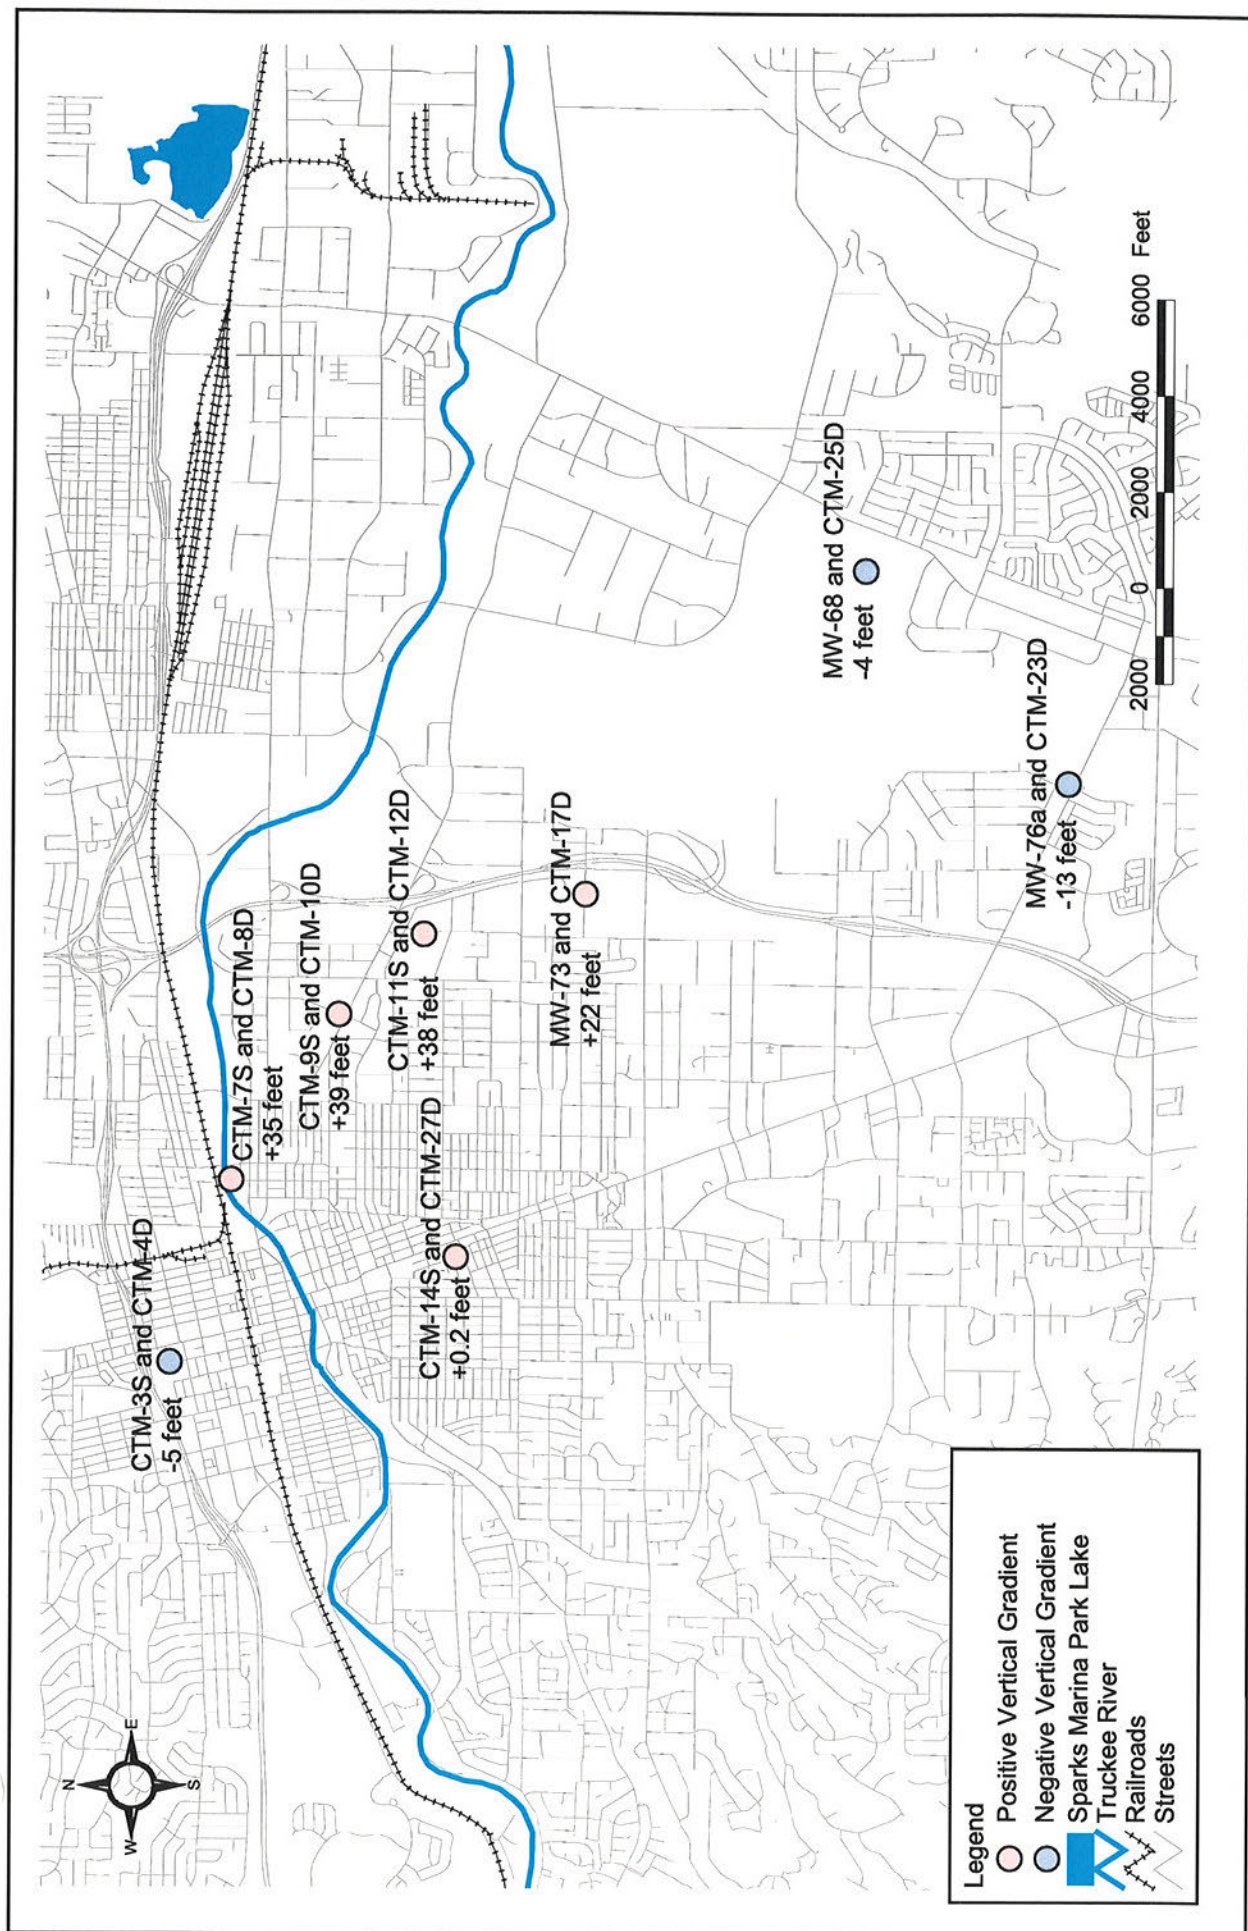 N
W
E
S
CTM-3S and CTM-4D
-5 feet
CTM-7S and CTM-8D
+35 feet
CTM-9S and CTM-10D
+39 feet
CTM-11S and CTM-12D
+38 feet
CTM-14S and CTM-27D
+0.2 feet
MW-73 and CTM-17D
+22 feet
MW-68 and CTM-25D
-4 feet
MW-76a and CTM-23D
-13 feet
2000 0 2000 4000 6000 Feet
Legend
Positive Vertical Gradient
Negative Vertical Gradient
Sparks Marina Park Lake
Truckee River
Railroads
Streets